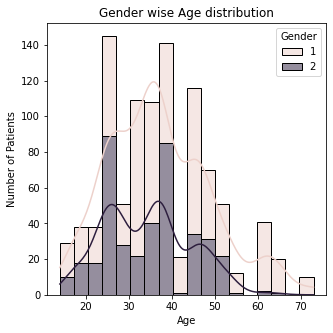 Gender wise Age distribution
Gender
1
2
140
120
100
80
60
40
20
0
Number of Patients
20 30 40 50 60 70
Age